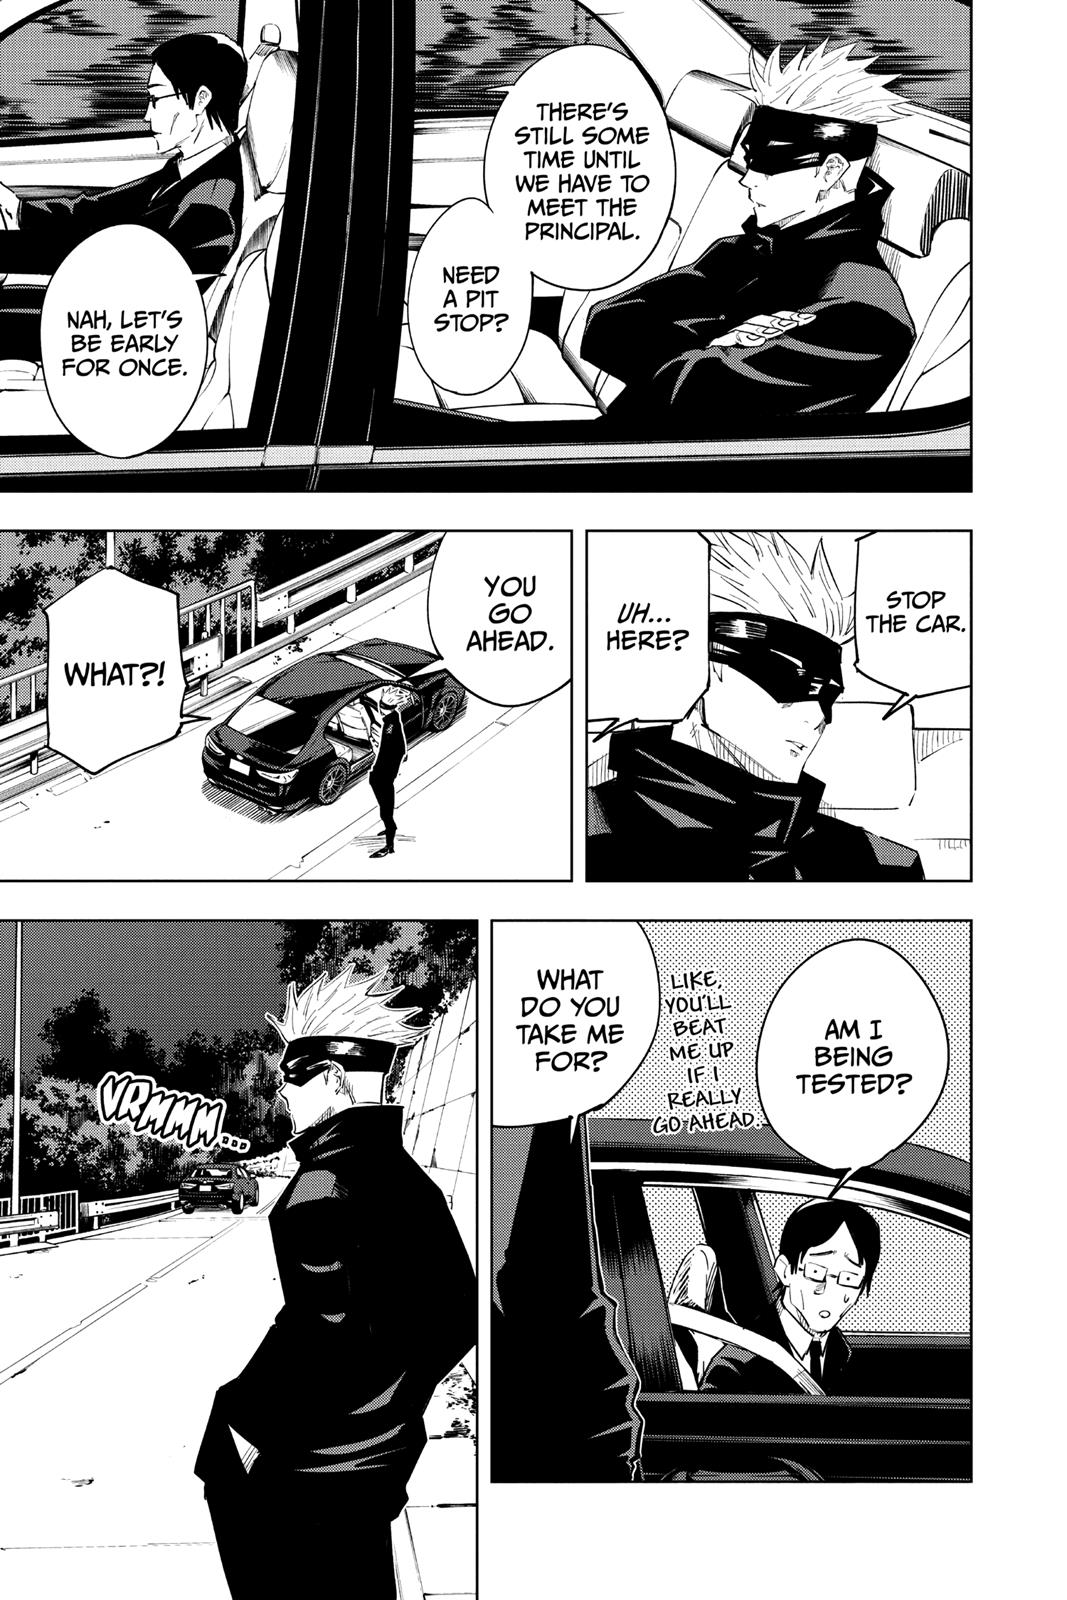 THERE'S
STILL SOME
TIME UNTIL
WE HAVE TO
MEET THE
PRINCIPAL.
NEED
A PIT
STOP?
NAH, LET'S
BE EARLY
FOR ONCE.
STOP
THE CAR.
UH...
HERE?
YOU
GO
AHEAD.
WHAT?!
AM I
BEING
TESTED?
LIKE,
YOU'LL
BEAT
ME UP
IF I
REALLY
GO AHEAD.
WHAT
DO YOU
TAKE ME
FOR?
VRMMM...